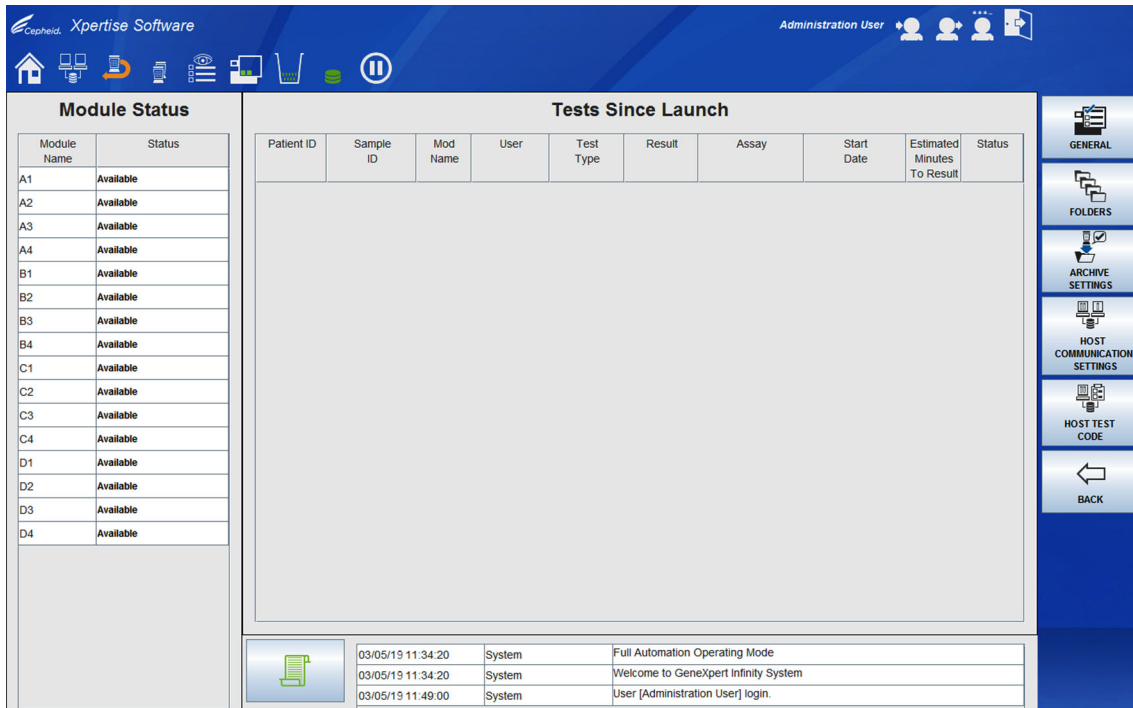 Cepheid. Xpertise Software
Administration User
Module Status
Module Name
Status
A1 Available
A2 Available
A3 Available
A4 Available
B1 Available
B2 Available
B3 Available
B4 Available
C1 Available
C2 Available
C3 Available
C4 Available
D1 Available
D2 Available
D3 Available
D4 Available
Tests Since Launch
Patient ID
Sample ID
Mod Name
User
Test Type
Result
Assay
Start Date
Estimated Minutes To Result
Status
03/05/19 11:34:20 System Full Automation Operating Mode
03/05/19 11:34:20 System Welcome to GeneXpert Infinity System
03/05/19 11:49:00 System User [Administration User] login.
GENERAL
FOLDERS
ARCHIVE
SETTINGS
HOST
COMMUNICATION
SETTINGS
HOST TEST
CODE
BACK